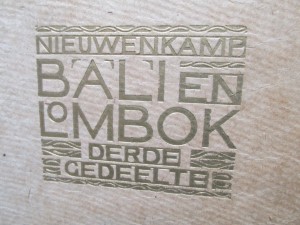 NIEUWENKAMP
BALI EN
LOMBOK
DERDE
GEDEELTE